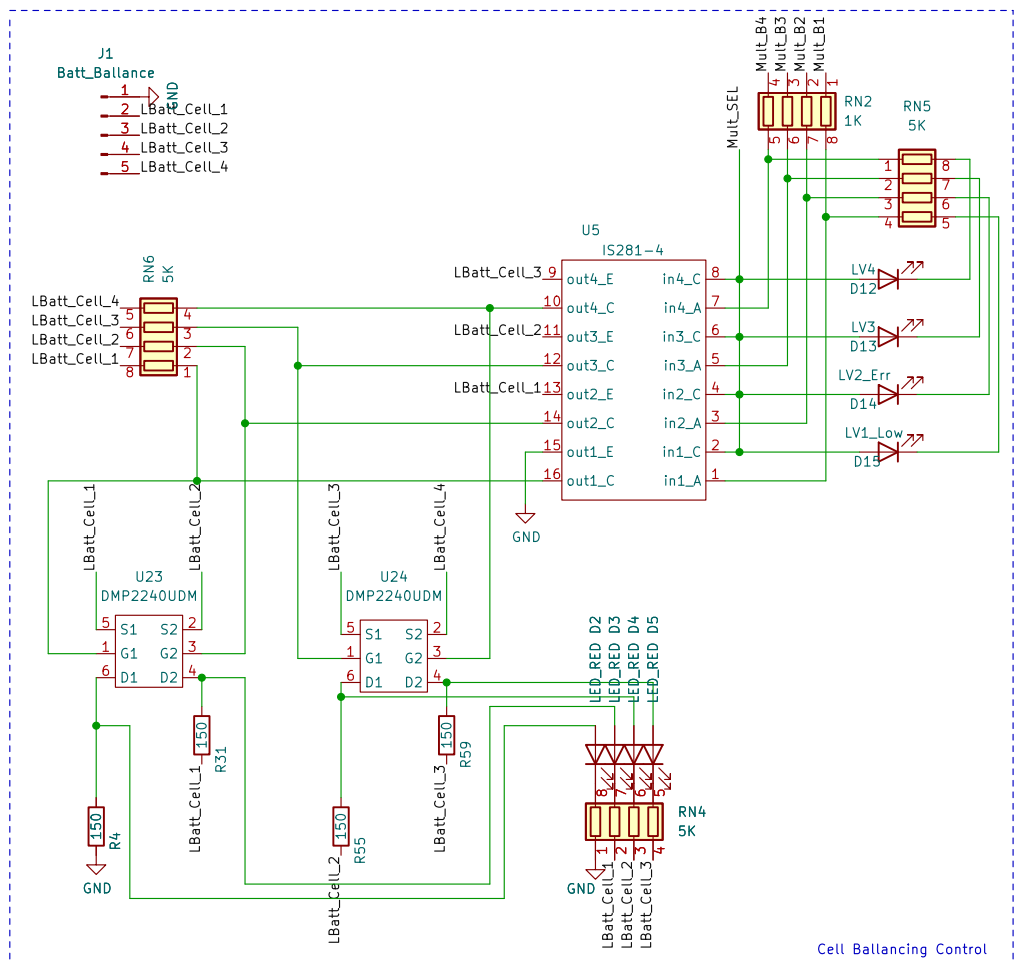 J1
Batt_Ballance
1
GND
2 LBatt_Cell_1
3 LBatt_Cell_2
4 LBatt_Cell_3
5 LBatt_Cell_4
Mult_B4
Mult_B3
Mult_B2
Mult_B1
4 3 2 1
RN2
1K
5 6 7 8
Mult_SEL
RN5
5K
1 8
2 7
3 6
4 5
U5
IS281-4
LBatt_Cell_3 9 out4_E in4_C 8
10 out4_C in4_A 7
LBatt_Cell_2 11 out3_E in3_C 6
12 out3_C in3_A 5
LBatt_Cell_1 13 out2_E in2_C 4
14 out2_C in2_A 3
15 out1_E in1_C 2
16 out1_C in1_A 1
GND
LV4
D12
LV3
D13
LV2_Err
D14
LV1_Low
D15
RN6
5K
LBatt_Cell_4 5 4
LBatt_Cell_3 6 3
LBatt_Cell_2 7 2
LBatt_Cell_1 8 1
LBatt_Cell_1
LBatt_Cell_2
LBatt_Cell_3
LBatt_Cell_4
U23
DMP2240UDM
5 S1 S2 2
1 G1 G2 3
6 D1 D2 4
U24
DMP2240UDM
5 S1 S2 2
1 G1 G2 3
6 D1 D2 4
150
R31
LBatt_Cell_1
150
R59
LBatt_Cell_3
150
R4
GND
150
R55
LBatt_Cell_2
LED_RED D2
LED_RED D3
LED_RED D4
LED_RED D5
8 7 6 5
RN4
5K
1 2 3 4
GND
LBatt_Cell_1
LBatt_Cell_2
LBatt_Cell_3
Cell Ballancing Control